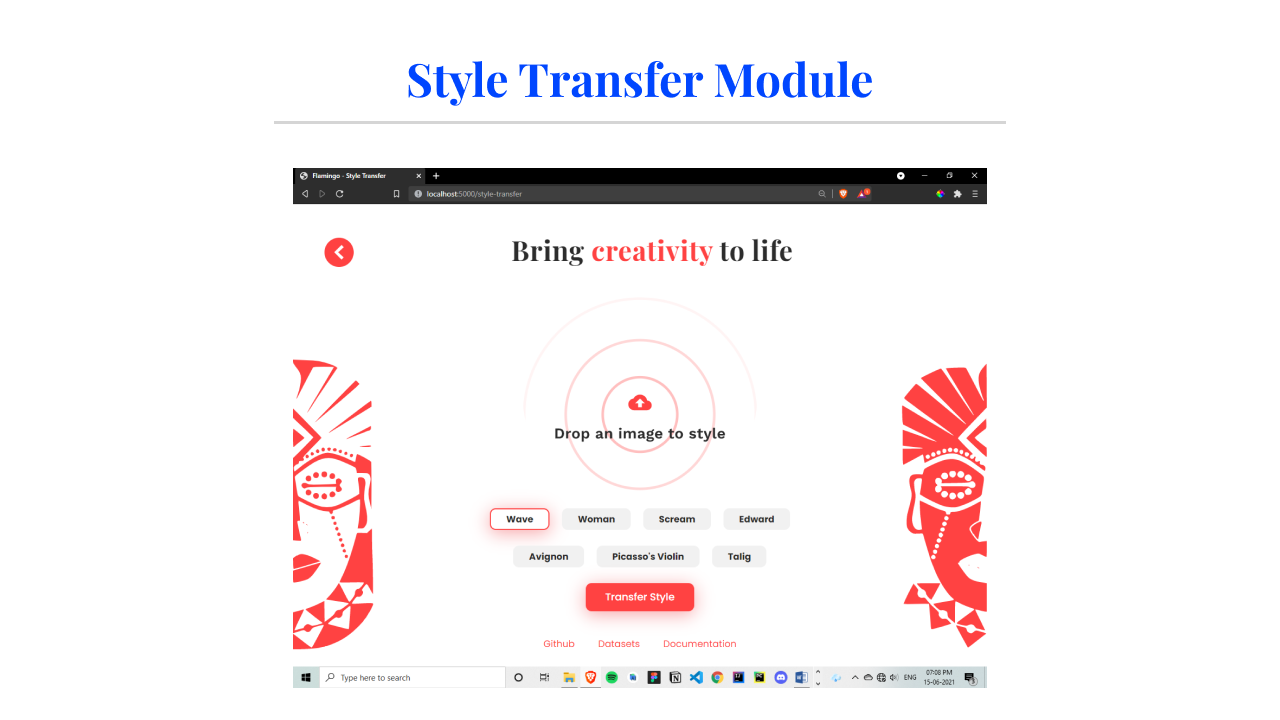 Style Transfer Module
Flamingo - Style Transfer
localhost:5000/style-transfer
Bring creativity to life
Drop an image to style
Wave Woman Scream Edward
Avignon Picasso's Violin Talig
Transfer Style
Github Datasets Documentation
Type here to search
ENG
07:08 PM
15-06-2021